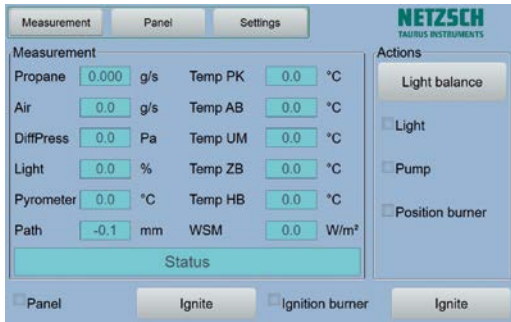 Measurement Panel Settings
NETZSCH
TAURUS INSTRUMENTS
Measurement
Propane 0.000 g/s Temp PK 0.0 °C
Air 0.0 g/s Temp AB 0.0 °C
DiffPress 0.0 Pa Temp UM 0.0 °C
Light 0.0 % Temp ZB 0.0 °C
Pyrometer 0.0 °C Temp HB 0.0 °C
Path -0.1 mm WSM 0.0 W/m²
Status
Actions
Light balance
Light
Pump
Position burner
Panel Ignite Ignition burner Ignite